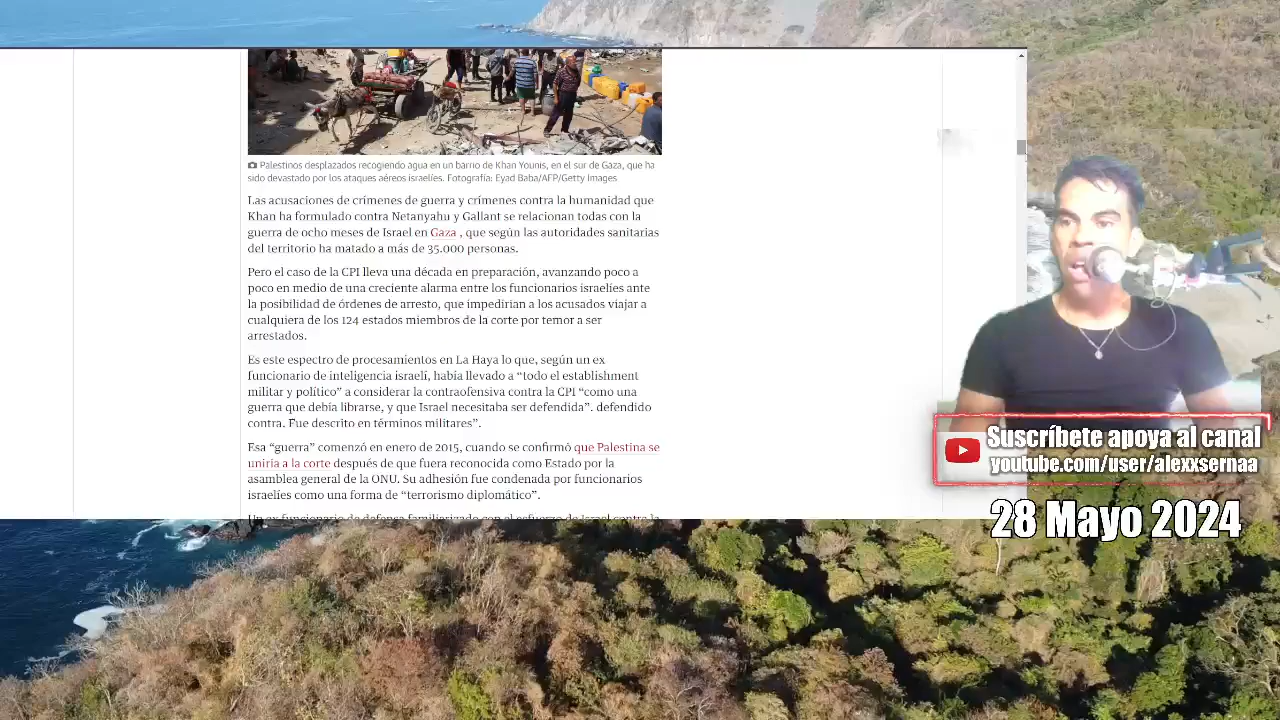 Palestinos desplazados recogiendo agua en un barrio de Khan Younis, en el sur de Gaza, que ha
sido devastado por los ataques aéreos israelíes. Fotografía: Eyad Baba/AFP/Getty Images
Las acusaciones de crímenes de guerra y crímenes contra la humanidad que
Khan ha formulado contra Netanyahu y Gallant se relacionan todas con la
guerra de ocho meses de Israel en Gaza , que según las autoridades sanitarias
del territorio ha matado a más de 35.000 personas.
Pero el caso de la CPI lleva una década en preparación, avanzando poco a
poco en medio de una creciente alarma entre los funcionarios israelíes ante
la posibilidad de órdenes de arresto, que impedirían a los acusados viajar a
cualquiera de los 124 estados miembros de la corte por temor a ser
arrestados.
Es este espectro de procesamientos en La Haya lo que, según un ex
funcionario de inteligencia israelí, había llevado a “todo el establishment
militar y político” a considerar la contraofensiva contra la CPI “como una
guerra que debía librarse, y que Israel necesitaba ser defendida”. defendido
contra. Fue descrito en términos militares”.
Esa “guerra” comenzó en enero de 2015, cuando se confirmó que Palestina se
uniría a la corte después de que fuera reconocida como Estado por la
asamblea general de la ONU. Su adhesión fue condenada por funcionarios
israelíes como una forma de “terrorismo diplomático”.
Suscríbete apoya al canal
youtube.com/user/alexxsernaa
28 Mayo 2024